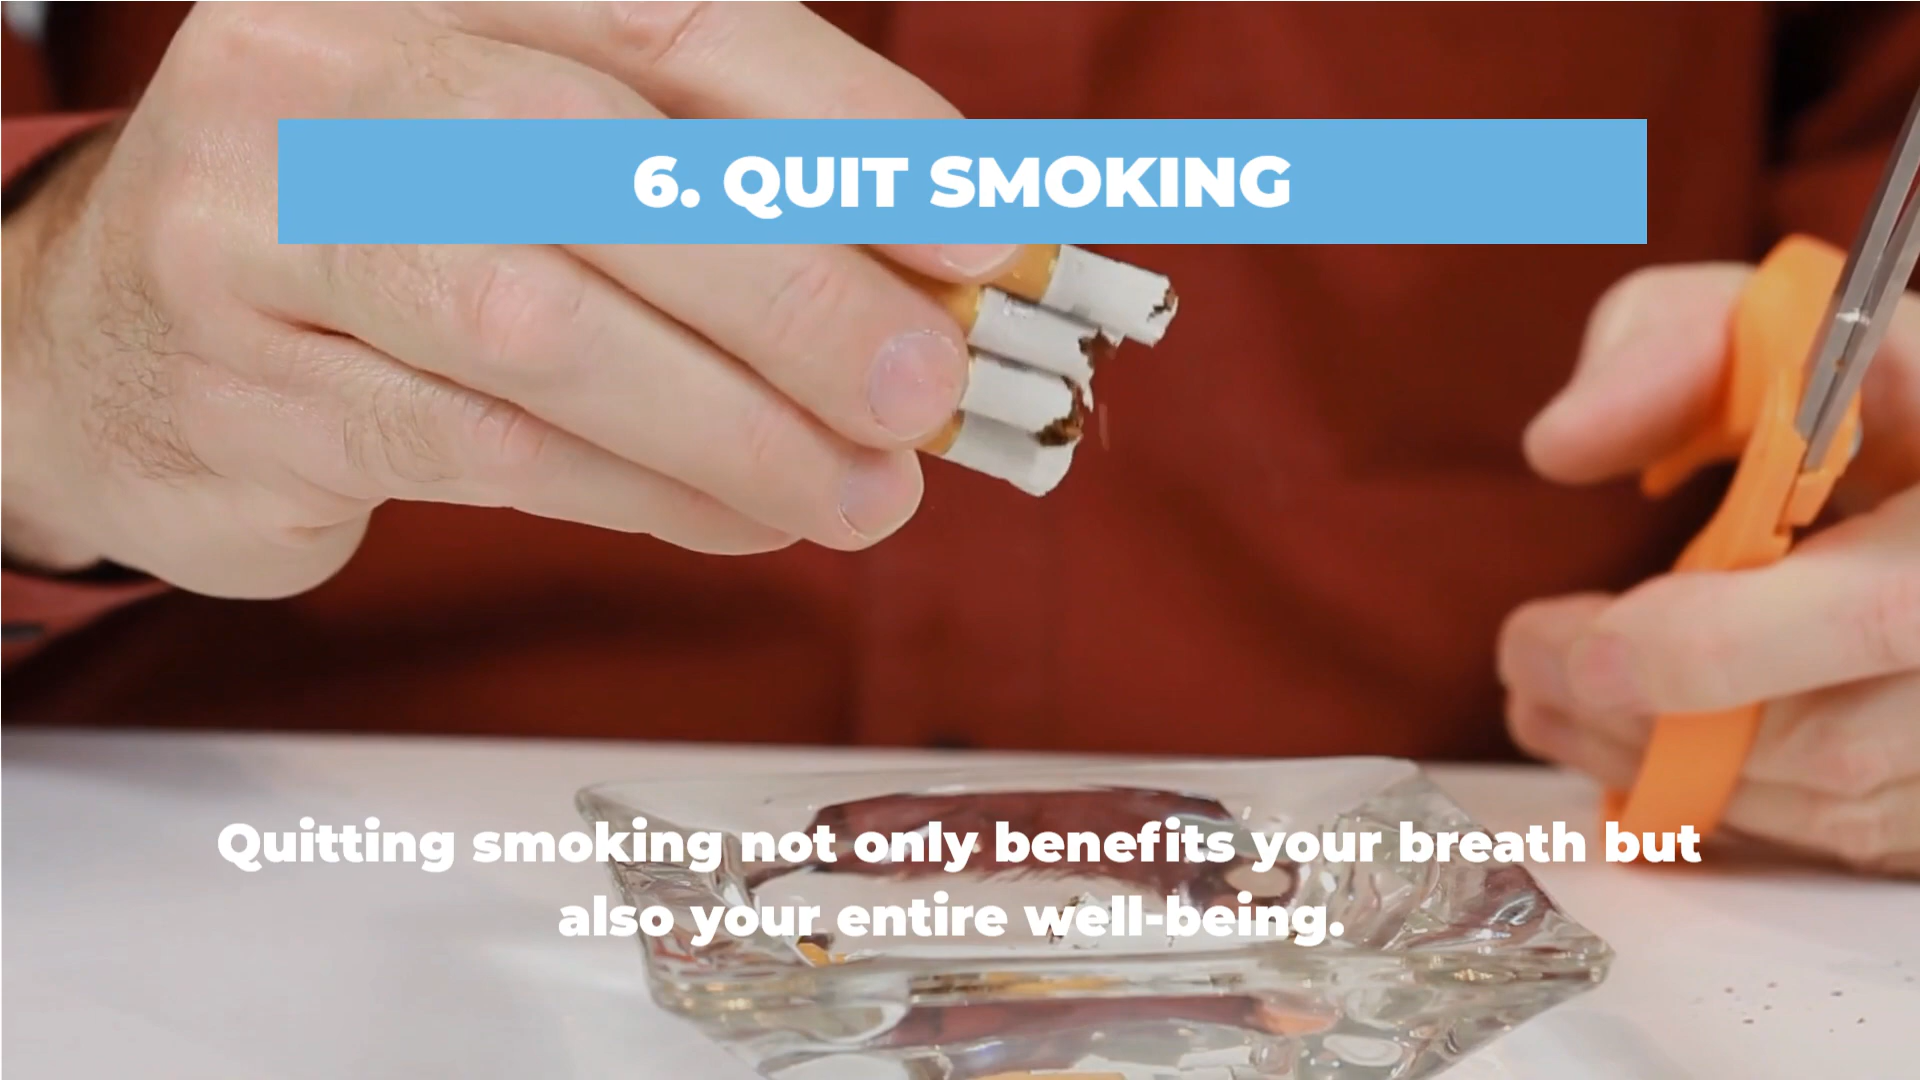 6. QUIT SMOKING
Quitting smoking not only benefits your breath but
also your entire well-being.